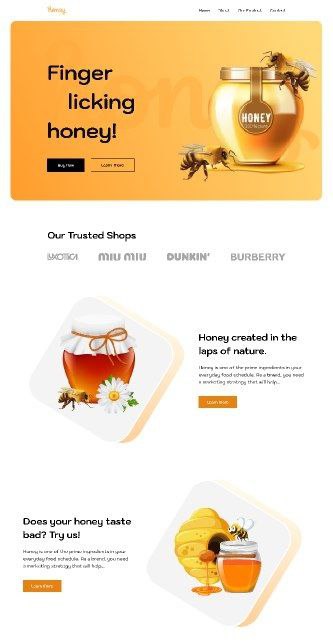 Honey
Home About Our Product Contact
Finger
licking
honey!
HONEY
100% pure
Buy Now Learn More
Our Trusted Shops
LUXOTTICA MIU MIU DUNKIN' BURBERRY
Honey created in the
laps of nature.
Honey is one of the prime ingredients in your
everyday food schedule. As a brand, you need
a marketing strategy that will help...
Learn More
Does your honey taste
bad? Try us!
Honey is one of the prime ingredients in your
everyday food schedule. As a brand, you need
a marketing strategy that will help...
Learn More